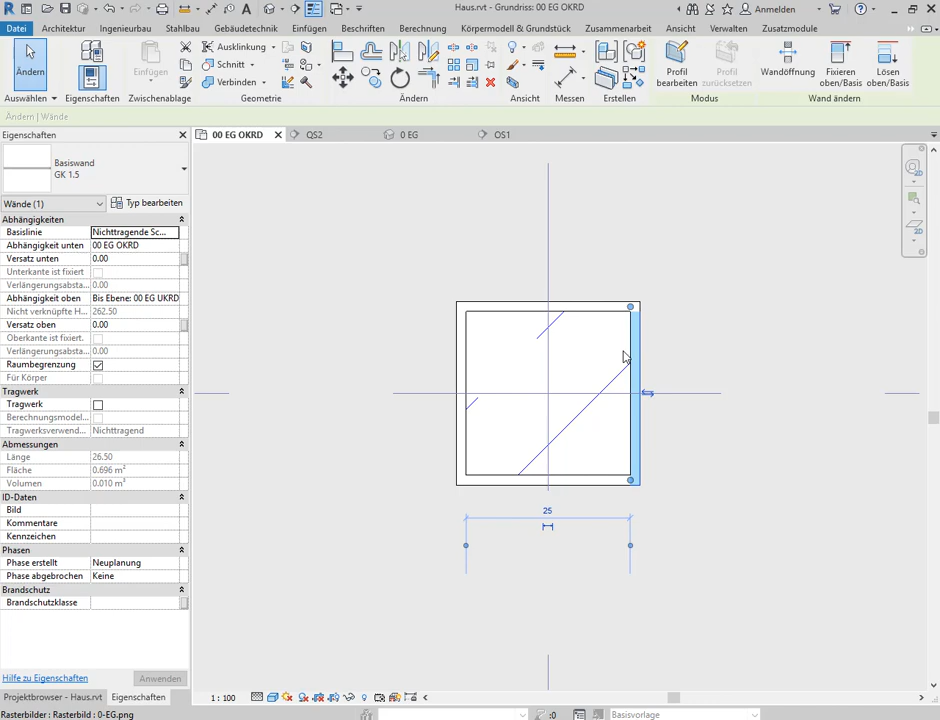 Haus.rvt - Grundriss: 00 EG OKRD
Anmelden
Datei Architektur Ingenieurbau Stahlbau Gebäudetechnik Einfügen Beschriften Berechnung Körpermodell & Grundstück Zusammenarbeit Ansicht Verwalten Zusatzmodule
Ändern
Einfügen
Ausklinkung
Schnitt
Verbinden
Profil bearbeiten
Profil zurücksetzen
Wandöffnung
Fixieren oben/Basis
Lösen oben/Basis
Auswählen Eigenschaften Zwischenablage Geometrie Ändern Ansicht Messen Erstellen Modus Wand ändern
Ändern | Wände
Eigenschaften
00 EG OKRD QS2 0 EG OS1
Basiswand
GK 1.5
Wände (1) Typ bearbeiten
Abhängigkeiten
Basislinie Nichttragende Sc...
Abhängigkeit unten 00 EG OKRD
Versatz unten 0.00
Unterkante ist fixiert
Verlängerungsabsta... 0.00
Abhängigkeit oben Bis Ebene: 00 EG UKRD
Nicht verknüpfte H... 262.50
Versatz oben 0.00
Oberkante ist fixiert.
Verlängerungsabsta... 0.00
Raumbegrenzung
Für Körper
Tragwerk
Tragwerk
Berechnungsmodel...
Tragwerksverwend... Nichttragend
Abmessungen
Länge 26.50
Fläche 0.696 m²
Volumen 0.010 m³
ID-Daten
Bild
Kommentare
Kennzeichen
Phasen
Phase erstellt Neuplanung
Phase abgebrochen Keine
Brandschutz
Brandschutzklasse
25
2D
2D
Hilfe zu Eigenschaften Anwenden
Projektbrowser - Haus.rvt Eigenschaften
1 : 100
Rasterbilder : Rasterbild : 0-EG.png
:0
Basisvorlage